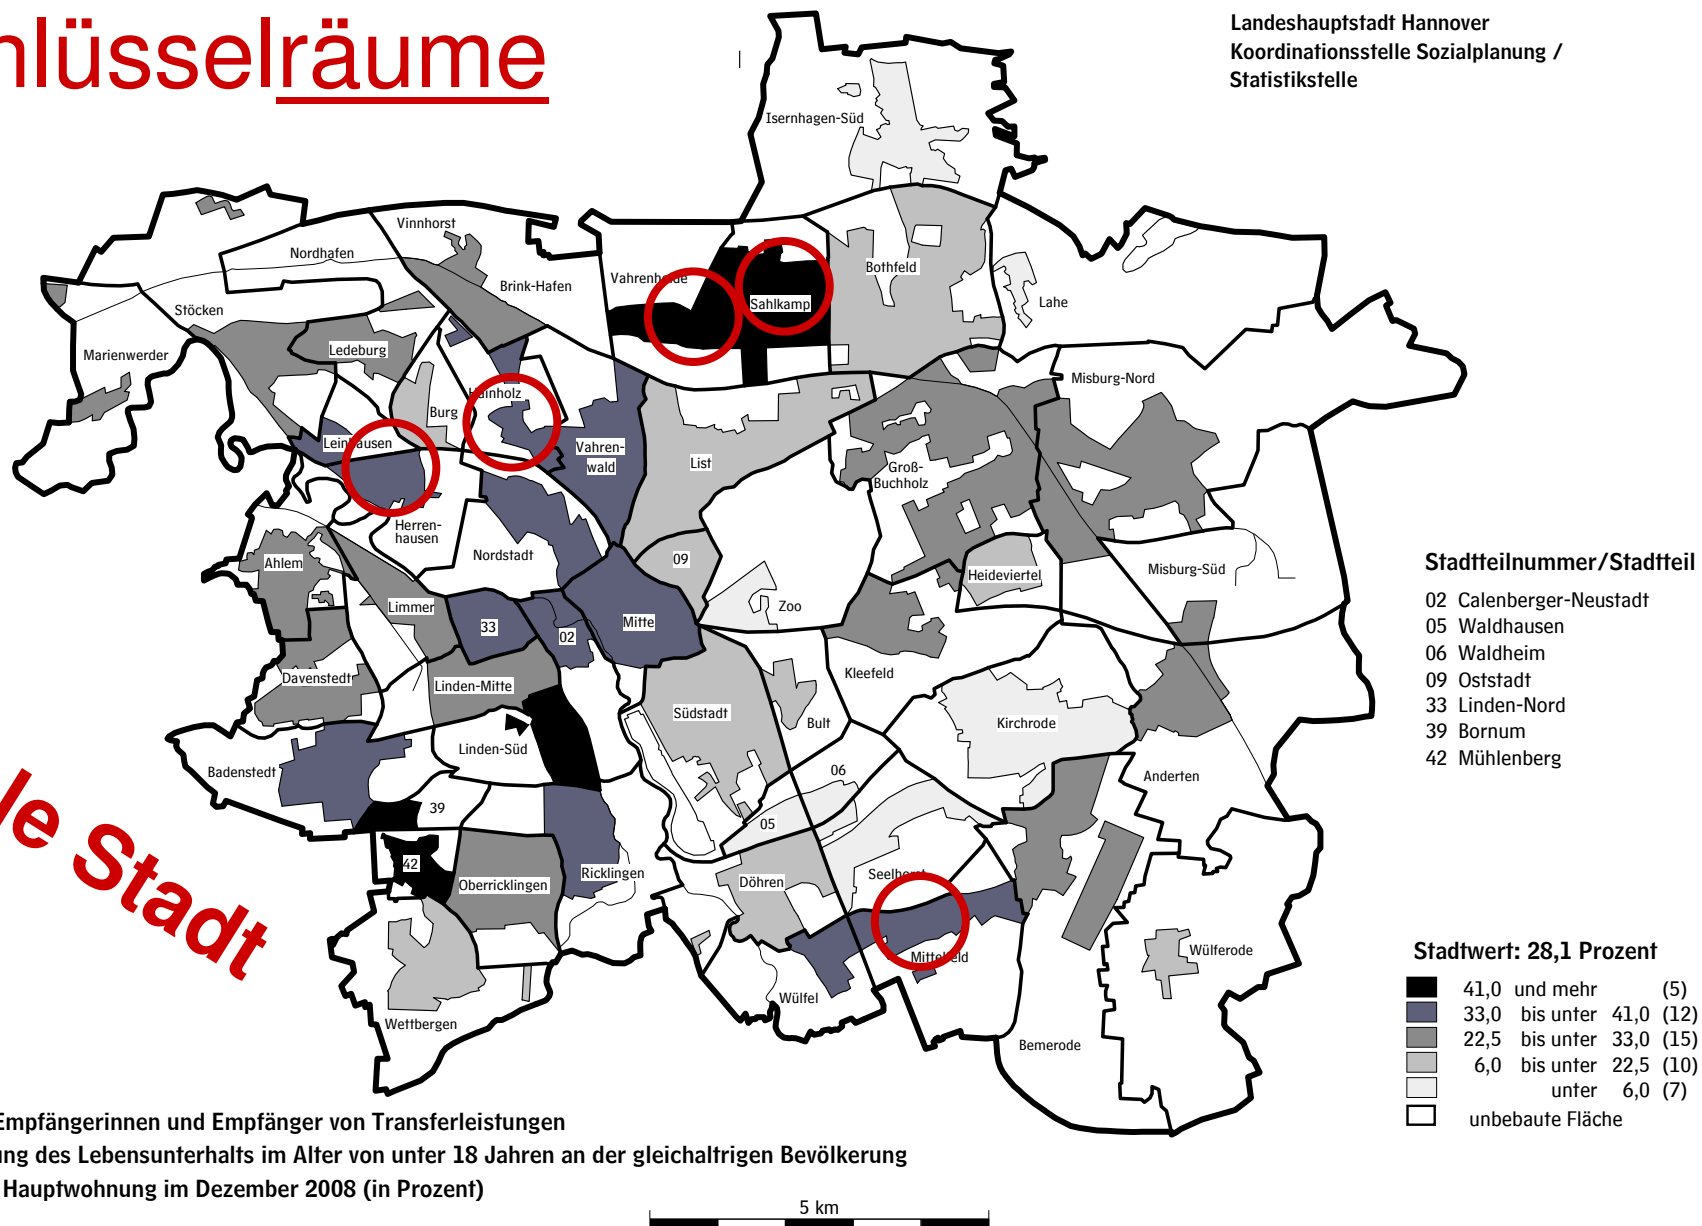 hlüsselräume
Landeshauptstadt Hannover
Koordinationsstelle Sozialplanung /
Statistikstelle
Isernhagen-Süd
Vinnhorst
Nordhafen
Brink-Hafen
Vahrenheide
Sahlkamp
Bothfeld
Lahe
Stöcken
Marienwerder
Ledeburg
Burg
Hainholz
Leinhausen
Vahren-
wald
List
Groß-
Buchholz
Misburg-Nord
Herren-
hausen
Nordstadt
Ahlem
Limmer
33
02
Mitte
09
Zoo
Heideviertel
Misburg-Süd
Davenstedt
Linden-Mitte
Südstadt
Bult
Kleefeld
Kirchrode
Linden-Süd
Badenstedt
39
06
05
Anderten
42
Oberricklingen
Ricklingen
Döhren
Seelhorst
Mittelfeld
Wülferode
Wettbergen
Wülfel
Bemerode
le Stadt
Stadtteilnummer/Stadtteil
02 Calenberger-Neustadt
05 Waldhausen
06 Waldheim
09 Oststadt
33 Linden-Nord
39 Bornum
42 Mühlenberg
Stadtwert: 28,1 Prozent
41,0 und mehr (5)
33,0 bis unter 41,0 (12)
22,5 bis unter 33,0 (15)
6,0 bis unter 22,5 (10)
unter 6,0 (7)
unbebaute Fläche
Empfängerinnen und Empfänger von Transferleistungen
ung des Lebensunterhalts im Alter von unter 18 Jahren an der gleichaltrigen Bevölkerung
Hauptwohnung im Dezember 2008 (in Prozent)
5 km